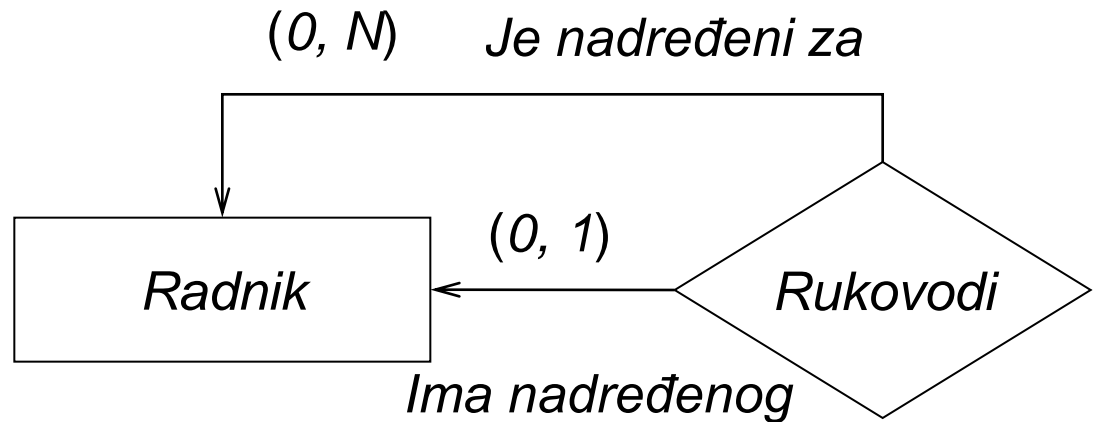 (0, N) Je nadređeni za
(0, 1)
Radnik
Rukovodi
Ima nadređenog